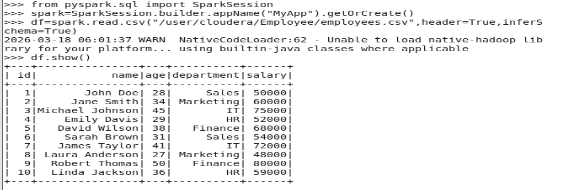 >>> from pyspark.sql import SparkSession
>>> spark=SparkSession.builder.appName("MyApp").getOrCreate()
>>> df=spark.read.csv("/user/cloudera/Employee/employees.csv",header=True,inferS
chema=True)
2026-03-18 06:01:37 WARN  NativeCodeLoader:62 - Unable to load native-hadoop lib
rary for your platform... using builtin-java classes where applicable
>>> df.show()
+---+---------------+---+----------+------+
| id|           name|age|department|salary|
+---+---------------+---+----------+------+
|  1|       John Doe| 28|     Sales| 50000|
|  2|     Jane Smith| 34| Marketing| 60000|
|  3|Michael Johnson| 45|        IT| 75000|
|  4|    Emily Davis| 29|        HR| 52000|
|  5|   David Wilson| 38|   Finance| 68000|
|  6|    Sarah Brown| 31|     Sales| 54000|
|  7|   James Taylor| 41|        IT| 72000|
|  8| Laura Anderson| 27| Marketing| 48000|
|  9|  Robert Thomas| 50|   Finance| 80000|
| 10|  Linda Jackson| 36|        HR| 59000|
+---+---------------+---+----------+------+